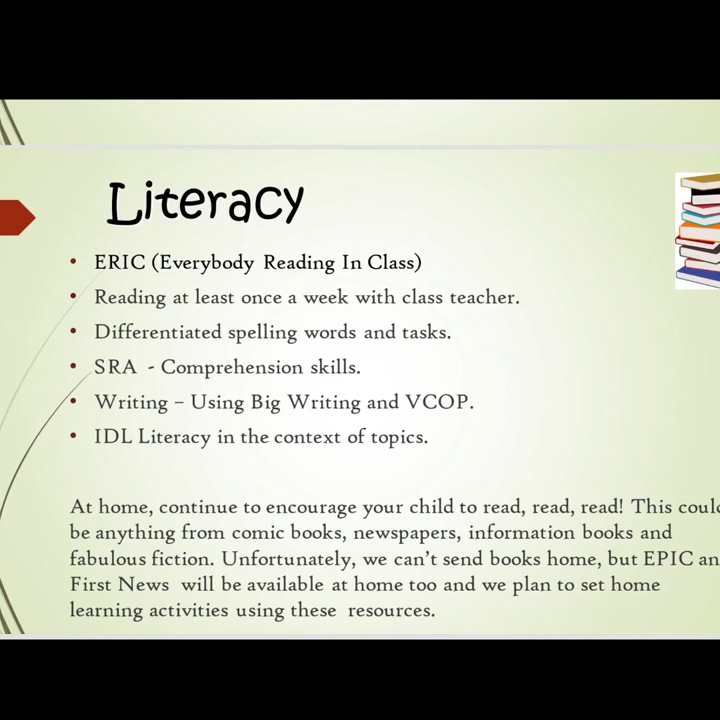 Literacy
• ERIC (Everybody Reading In Class)
• Reading at least once a week with class teacher.
• Differentiated spelling words and tasks.
• SRA - Comprehension skills.
• Writing – Using Big Writing and VCOP.
• IDL Literacy in the context of topics.
At home, continue to encourage your child to read, read, read! This
be anything from comic books, newspapers, information books and
fabulous fiction. Unfortunately, we can't send books home, but EPIC
First News will be available at home too and we plan to set home
learning activities using these resources.